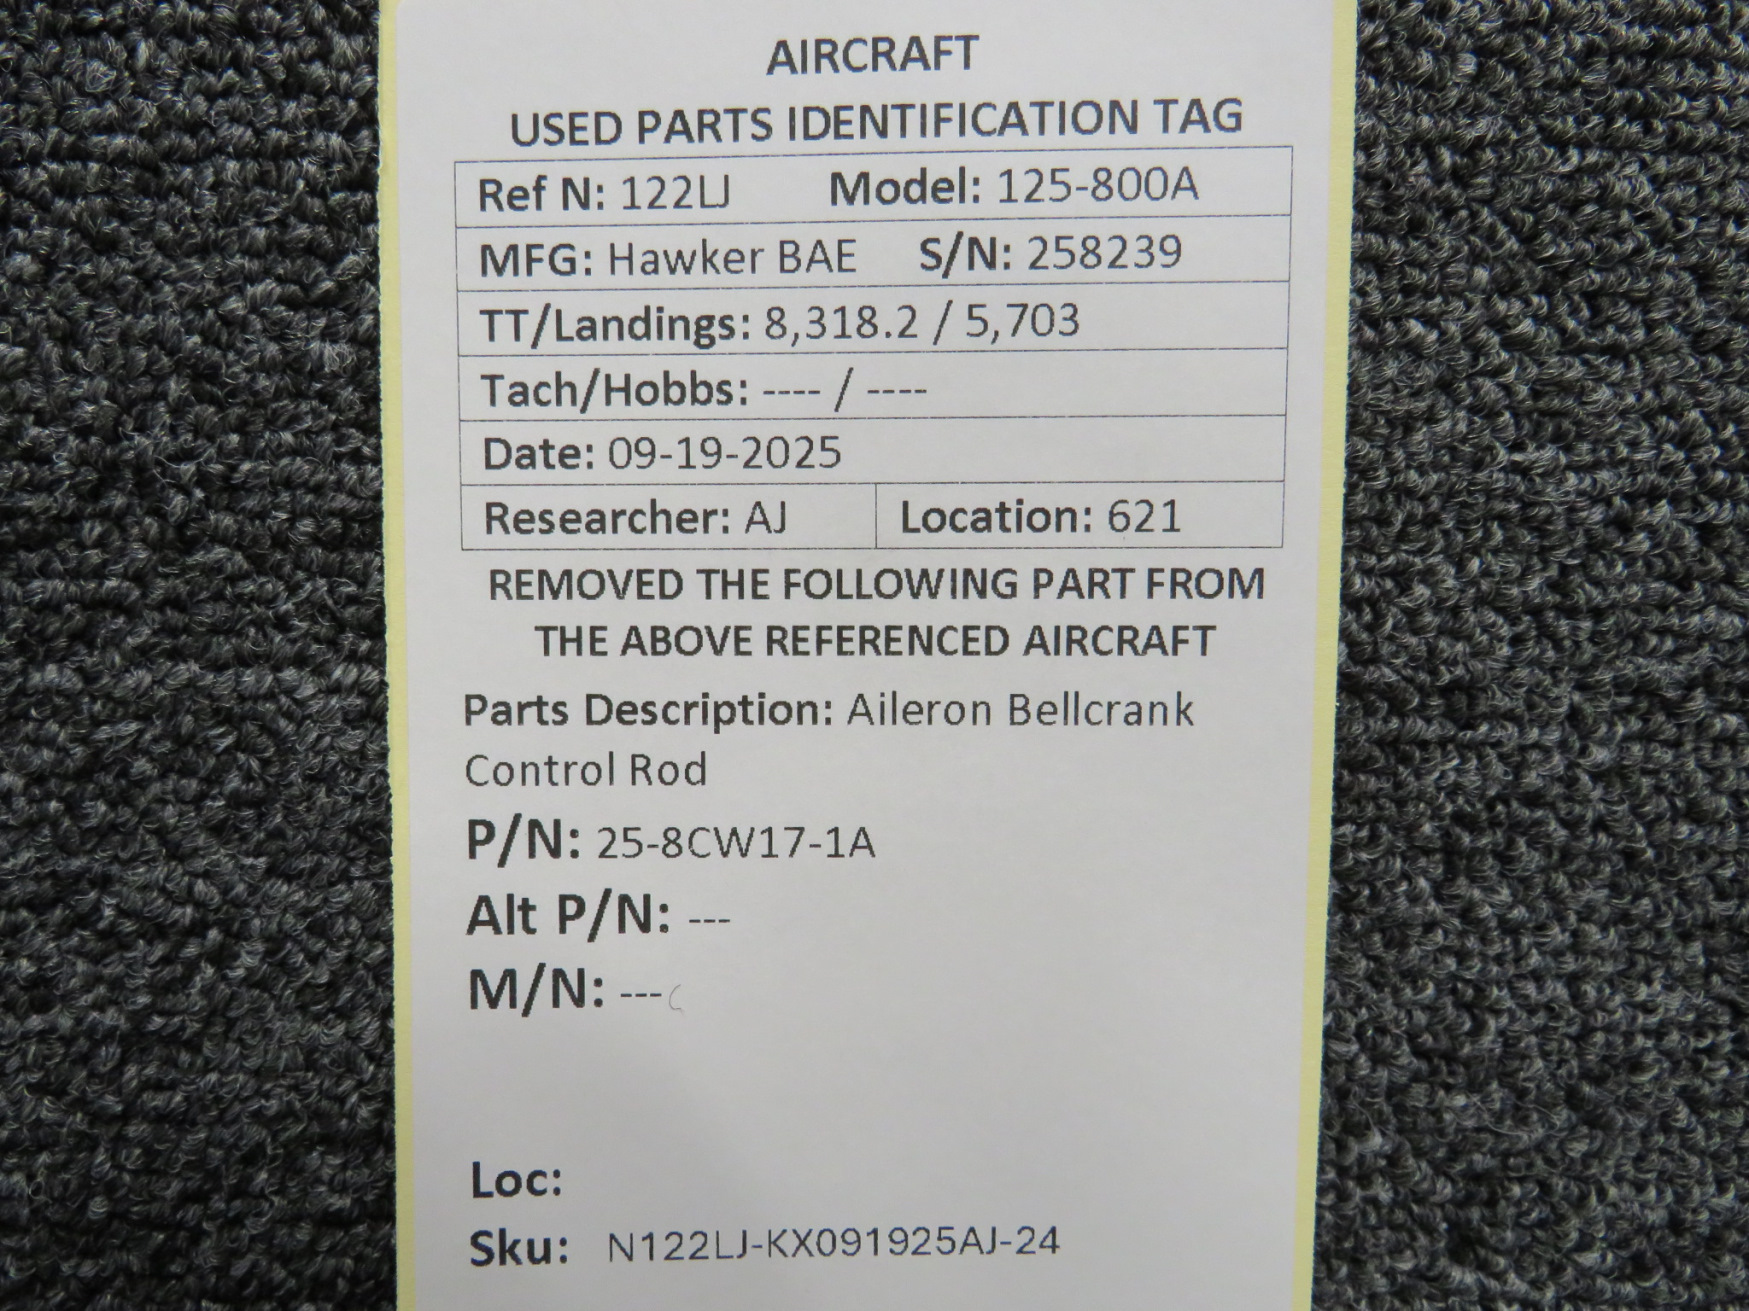 AIRCRAFT
USED PARTS IDENTIFICATION TAG
Ref N: 122LJ Model: 125-800A
MFG: Hawker BAE S/N: 258239
TT/Landings: 8,318.2 / 5,703
Tach/Hobbs: ---- / ----
Date: 09-19-2025
Researcher: AJ Location: 621
REMOVED THE FOLLOWING PART FROM
THE ABOVE REFERENCED AIRCRAFT
Parts Description: Aileron Bellcrank
Control Rod
P/N: 25-8CW17-1A
Alt P/N: ---
M/N: ---
Loc:
Sku: N122LJ-KX091925AJ-24